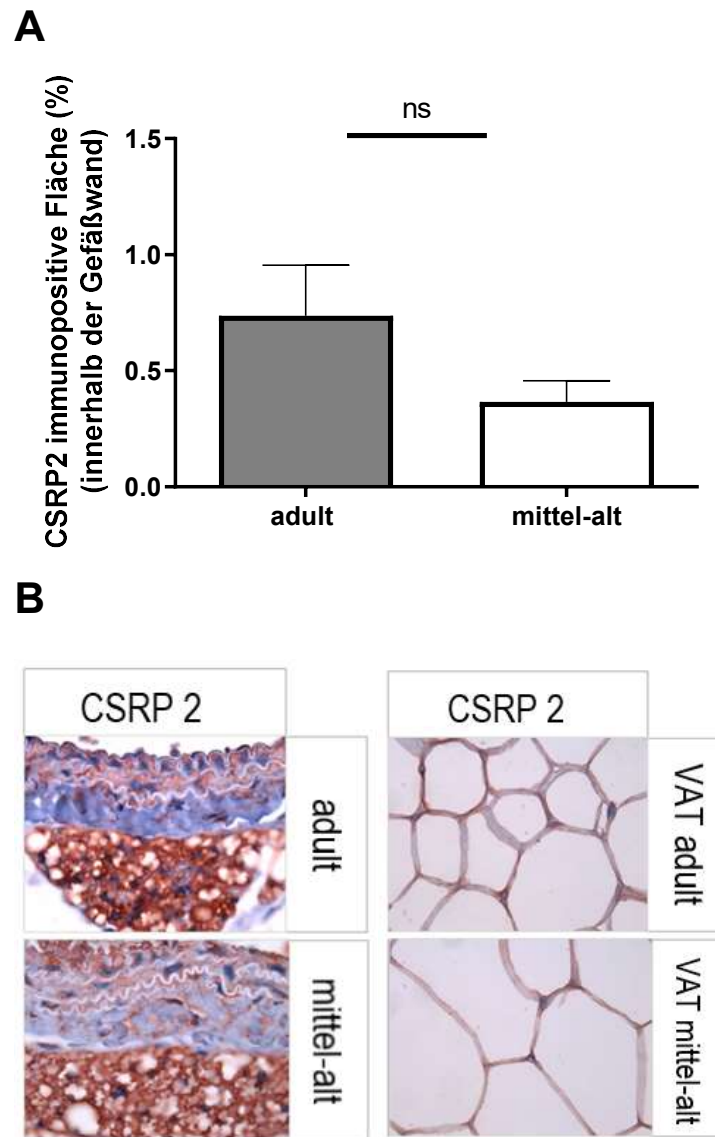 A
CSRP2 immunopositive Fläche (%)
(innerhalb der Gefäßwand)
ns
1.5
1.0
0.5
0.0
adult
mittel-alt
B
CSRP 2
CSRP 2
adult
VAT adult
mittel-alt
VAT mittel-alt